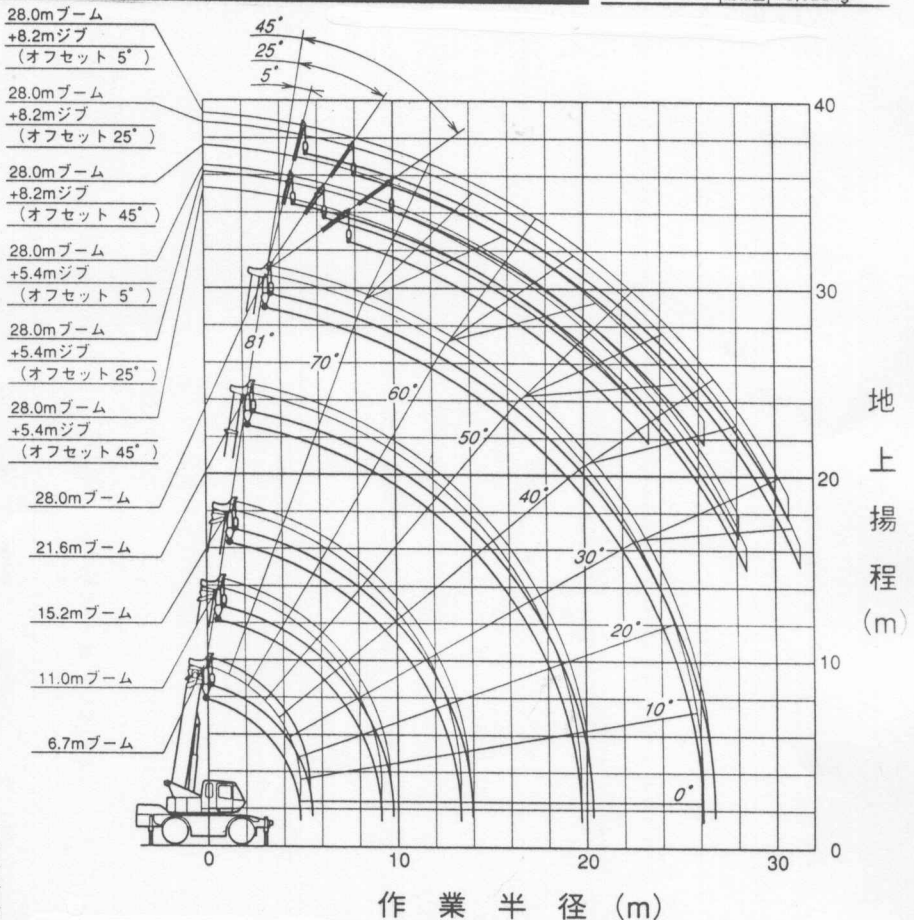 28.0mブーム
+8.2mジブ
(オフセット 5°)
28.0mブーム
+8.2mジブ
(オフセット 25°)
28.0mブーム
+8.2mジブ
(オフセット 45°)
28.0mブーム
+5.4mジブ
(オフセット 5°)
28.0mブーム
+5.4mジブ
(オフセット 25°)
28.0mブーム
+5.4mジブ
(オフセット 45°)
28.0mブーム
21.6mブーム
15.2mブーム
11.0mブーム
6.7mブーム
45°
25°
5°
81°
70°
60°
50°
40°
30°
20°
10°
0°
40
30
20
10
0
地上揚程(m)
0 10 20 30
作業半径(m)